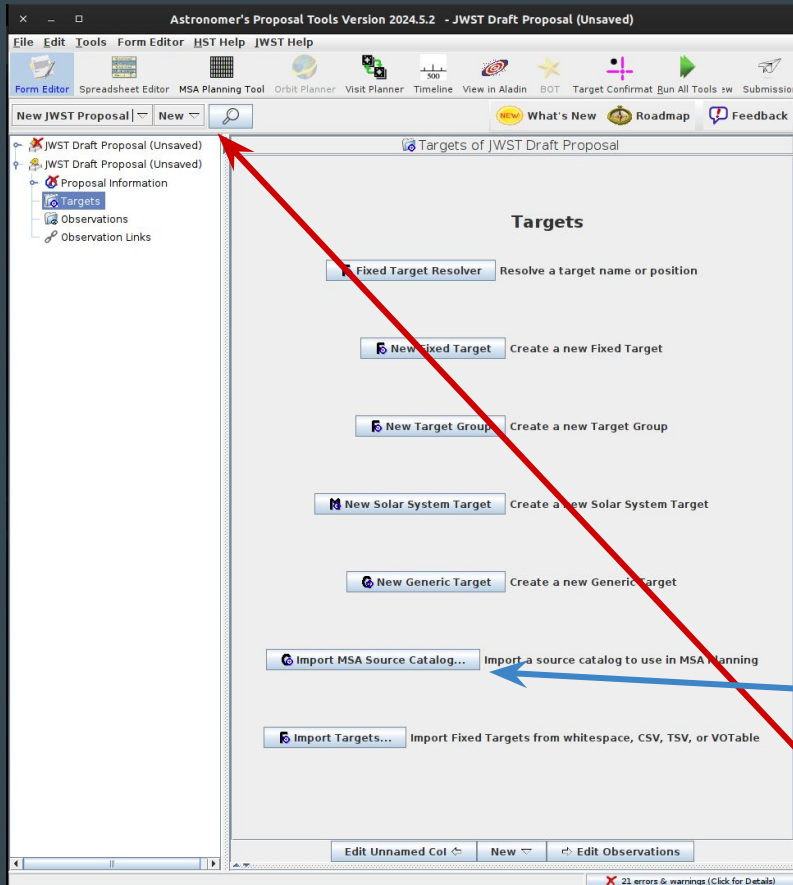 Astronomer's Proposal Tools Version 2024.5.2 - JWST Draft Proposal (Unsaved)
File Edit Tools Form Editor HST Help JWST Help
500
Form Editor Spreadsheet Editor MSA Planning Tool Orbit Planner Visit Planner Timeline View in Aladin BOT Target Confirmat Run All Tools ew Submissio
New JWST Proposal New NEW What's New Roadmap Feedback
JWST Draft Proposal (Unsaved)
JWST Draft Proposal (Unsaved)
Proposal Information
Targets
Observations
Observation Links
Targets of JWST Draft Proposal
Targets
Fixed Target Resolver Resolve a target name or position
New Fixed Target Create a new Fixed Target
New Target Group Create a new Target Group
New Solar System Target Create a new Solar System Target
New Generic Target Create a new Generic Target
Import MSA Source Catalog... Import a source catalog to use in MSA Planning
Import Targets... Import Fixed Targets from whitespace, CSV, TSV, or VOTable
Edit Unnamed Col New Edit Observations
21 errors & warnings (Click for Details)